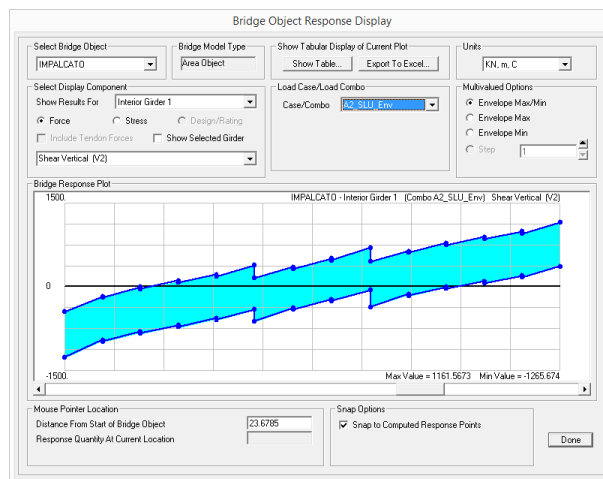 Bridge Object Response Display
Select Bridge Object
IMPALCATO
Bridge Model Type
Area Object
Show Tabular Display of Current Plot
Show Table...
Export To Excel...
Units
KN, m, C
Select Display Component
Show Results For
Interior Girder 1
Force
Stress
Design/Rating
Include Tendon Forces
Show Selected Girder
Shear Vertical (V2)
Load Case/Load Combo
Case/Combo
A2_SLU_Env
Multivalued Options
Envelope Max/Min
Envelope Max
Envelope Min
Step
1
Bridge Response Plot
1500.
IMPALCATO - Interior Girder 1 (Combo A2_SLU_Env) Shear Vertical (V2)
0
-1500.
Max Value = 1161.5673 Min Value = -1265.674
Mouse Pointer Location
Distance From Start of Bridge Object
23.6785
Response Quantity At Current Location
Snap Options
Snap to Computed Response Points
Done